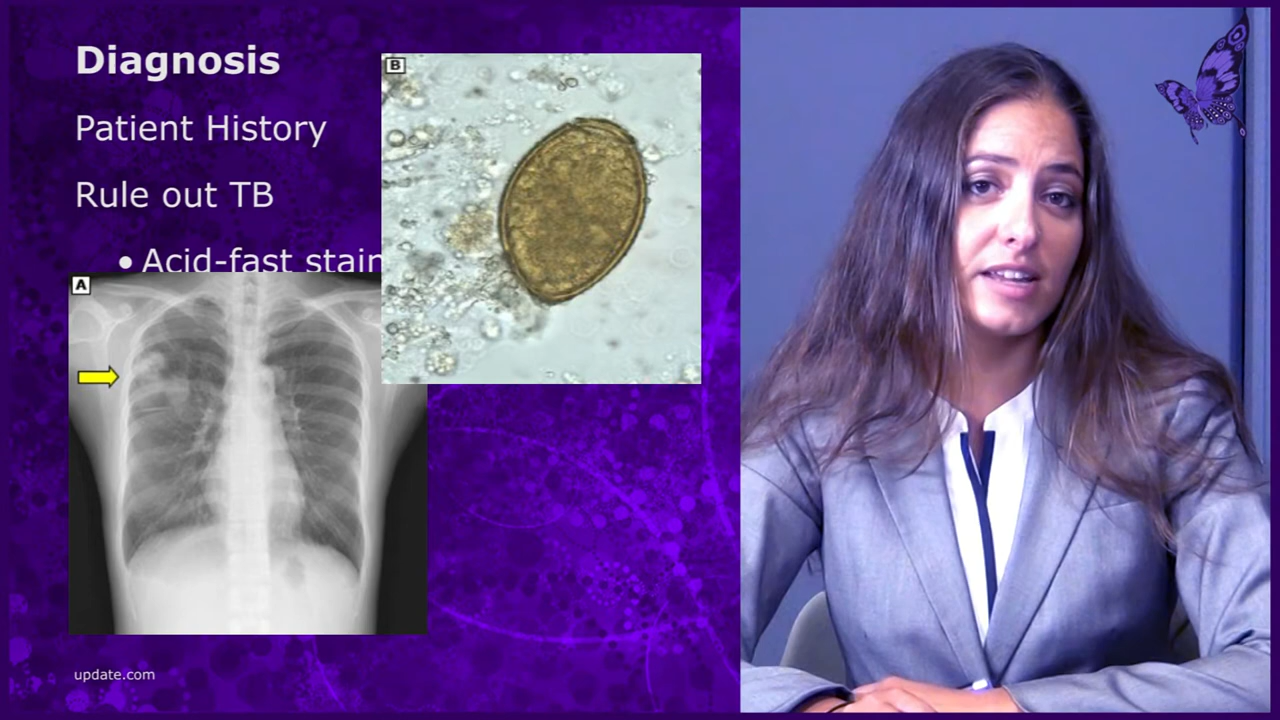 Diagnosis
Patient History
Rule out TB
• Acid-fast stain
B
A
update.com